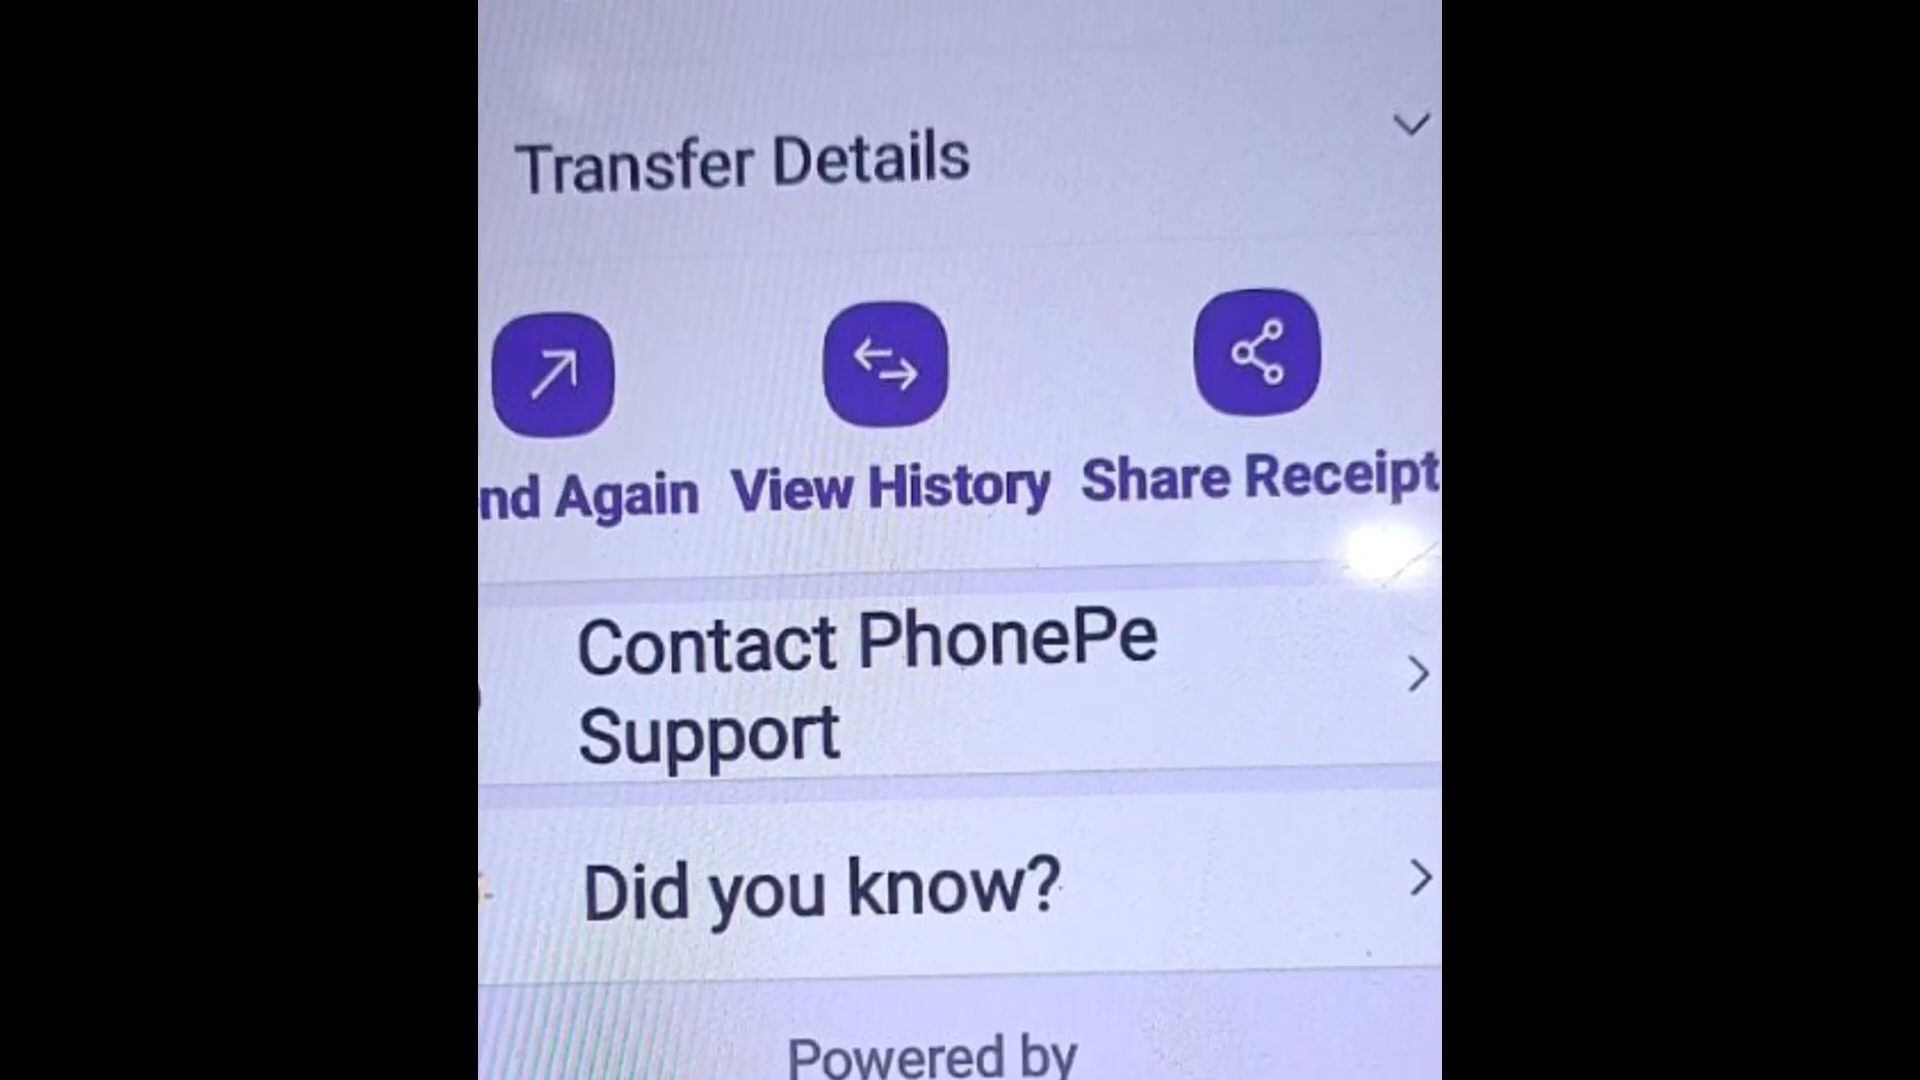 Transfer Details
nd Again View History Share Receipt
Contact PhonePe
Support
Did you know?
Powered by